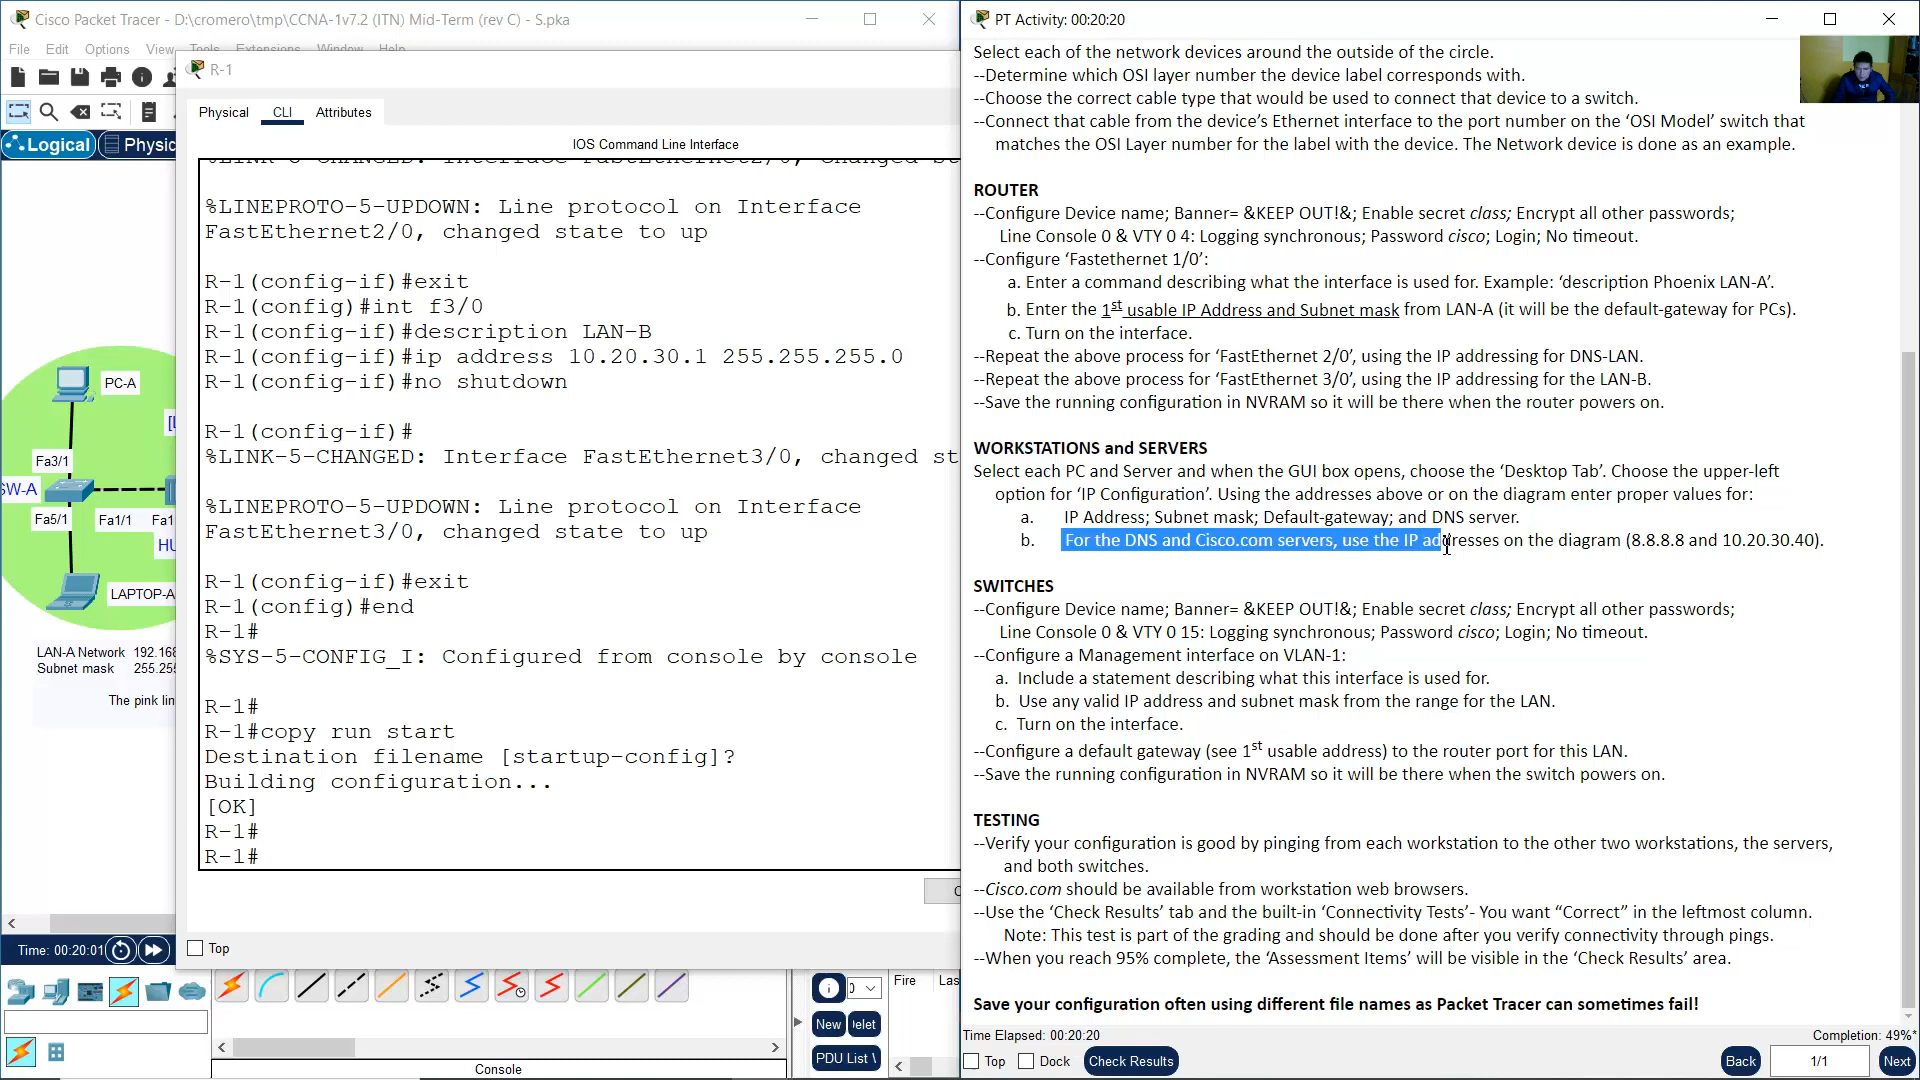 Cisco Packet Tracer - D:\cromero\tmp\CCNA-1v7.2 (ITN) Mid-Term (rev C) - S.pka
File Edit Options View Tools Extensions Window Help
Logical
Physic
PC-A
Fa3/1
SW-A
Fa5/1
Fa1/1
Fa1
HU
LAPTOP-A
LAN-A Network 192.168
Subnet mask 255.25
The pink lin
Time: 00:20:01
R-1
Physical CLI Attributes
IOS Command Line Interface
%LINK-5-CHANGED: Interface FastEthernet2/0, changed st
%LINEPROTO-5-UPDOWN: Line protocol on Interface
FastEthernet2/0, changed state to up
R-1(config-if)#exit
R-1(config)#int f3/0
R-1(config-if)#description LAN-B
R-1(config-if)#ip address 10.20.30.1 255.255.255.0
R-1(config-if)#no shutdown
R-1(config-if)#
%LINK-5-CHANGED: Interface FastEthernet3/0, changed st
%LINEPROTO-5-UPDOWN: Line protocol on Interface
FastEthernet3/0, changed state to up
R-1(config-if)#exit
R-1(config)#end
R-1#
%SYS-5-CONFIG_I: Configured from console by console
R-1#
R-1#copy run start
Destination filename [startup-config]?
Building configuration...
[OK]
R-1#
R-1#
Top
Fire
Las
New
elet
PDU List \
Console
PT Activity: 00:20:20
Select each of the network devices around the outside of the circle.
--Determine which OSI layer number the device label corresponds with.
--Choose the correct cable type that would be used to connect that device to a switch.
--Connect that cable from the device's Ethernet interface to the port number on the ‘OSI Model’ switch that
matches the OSI Layer number for the label with the device. The Network device is done as an example.
ROUTER
--Configure Device name; Banner= &KEEP OUT!&; Enable secret class; Encrypt all other passwords;
Line Console 0 & VTY 0 4: Logging synchronous; Password cisco; Login; No timeout.
--Configure ‘Fastethernet 1/0’:
a. Enter a command describing what the interface is used for. Example: ‘description Phoenix LAN-A’.
b. Enter the 1st usable IP Address and Subnet mask from LAN-A (it will be the default-gateway for PCs).
c. Turn on the interface.
--Repeat the above process for ‘FastEthernet 2/0’, using the IP addressing for DNS-LAN.
--Repeat the above process for ‘FastEthernet 3/0’, using the IP addressing for the LAN-B.
--Save the running configuration in NVRAM so it will be there when the router powers on.
WORKSTATIONS and SERVERS
Select each PC and Server and when the GUI box opens, choose the ‘Desktop Tab’. Choose the upper-left
option for ‘IP Configuration’. Using the addresses above or on the diagram enter proper values for:
a. IP Address; Subnet mask; Default-gateway; and DNS server.
b. For the DNS and Cisco.com servers, use the IP addresses on the diagram (8.8.8.8 and 10.20.30.40).
SWITCHES
--Configure Device name; Banner= &KEEP OUT!&; Enable secret class; Encrypt all other passwords;
Line Console 0 & VTY 0 15: Logging synchronous; Password cisco; Login; No timeout.
--Configure a Management interface on VLAN-1:
a. Include a statement describing what this interface is used for.
b. Use any valid IP address and subnet mask from the range for the LAN.
c. Turn on the interface.
--Configure a default gateway (see 1st usable address) to the router port for this LAN.
--Save the running configuration in NVRAM so it will be there when the switch powers on.
TESTING
--Verify your configuration is good by pinging from each workstation to the other two workstations, the servers,
and both switches.
--Cisco.com should be available from workstation web browsers.
--Use the ‘Check Results’ tab and the built-in ‘Connectivity Tests’- You want “Correct” in the leftmost column.
Note: This test is part of the grading and should be done after you verify connectivity through pings.
--When you reach 95% complete, the ‘Assessment Items’ will be visible in the ‘Check Results’ area.
Save your configuration often using different file names as Packet Tracer can sometimes fail!
Time Elapsed: 00:20:20
Completion: 49%*
Top Dock Check Results Back 1/1 Next